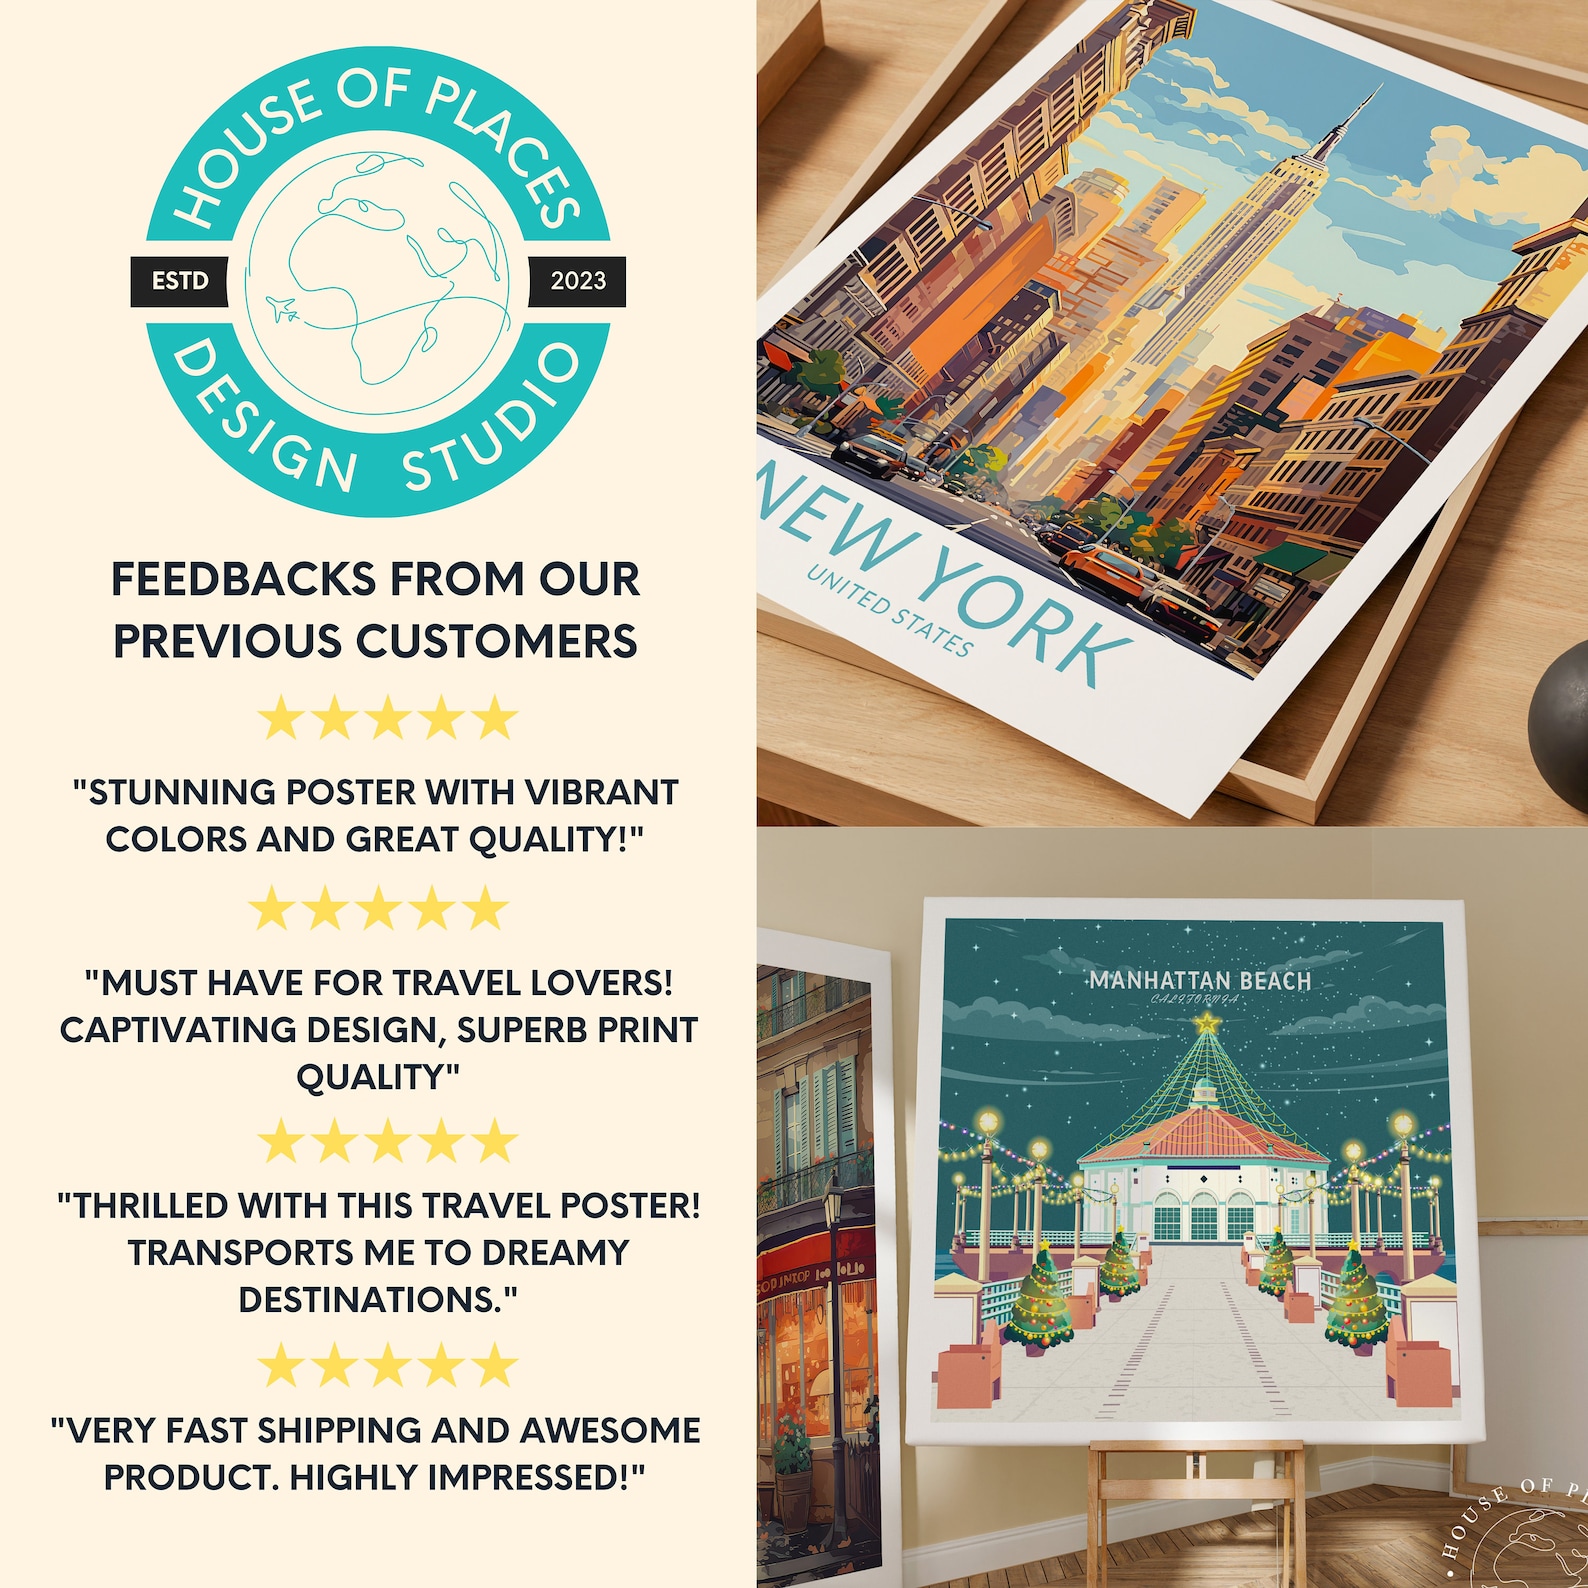 HOUSE OF PLACES
ESTD
2023
DESIGN STUDIO
FEEDBACKS FROM OUR
PREVIOUS CUSTOMERS
"STUNNING POSTER WITH VIBRANT
COLORS AND GREAT QUALITY!"
"MUST HAVE FOR TRAVEL LOVERS!
CAPTIVATING DESIGN, SUPERB PRINT
QUALITY"
"THRILLED WITH THIS TRAVEL POSTER!
TRANSPORTS ME TO DREAMY
DESTINATIONS."
"VERY FAST SHIPPING AND AWESOME
PRODUCT. HIGHLY IMPRESSED!"
NEW YORK
UNITED STATES
MANHATTAN BEACH
CALIFORNIA
HOUSE OF